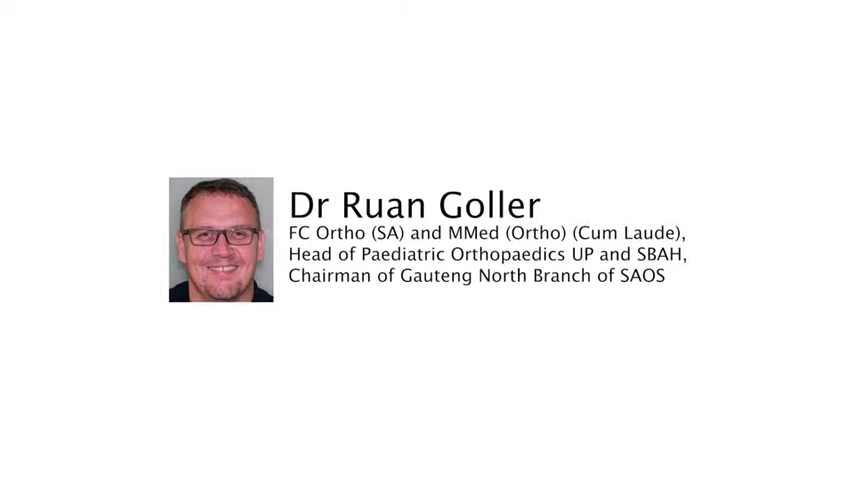 Dr Ruan Goller
FC Ortho (SA) and MMed (Ortho) (Cum Laude),
Head of Paediatric Orthopaedics UP and SBAH,
Chairman of Gauteng North Branch of SAOS